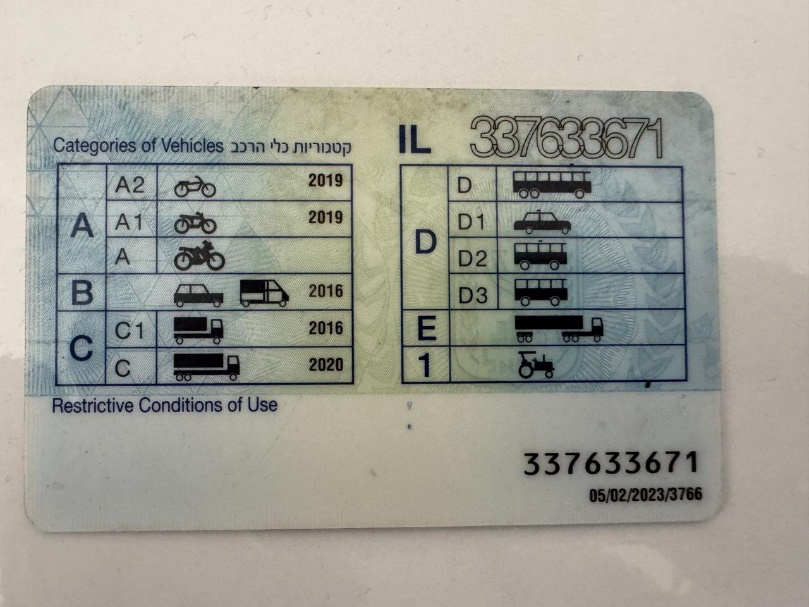 Categories of Vehicles קטגוריות כלי הרכב
IL 337633671
A
A2 2019
A1 2019
A
B 2016
C
C1 2016
C 2020
D
D
D1
D2
D3
E
1
Restrictive Conditions of Use
337633671
05/02/2023/3766